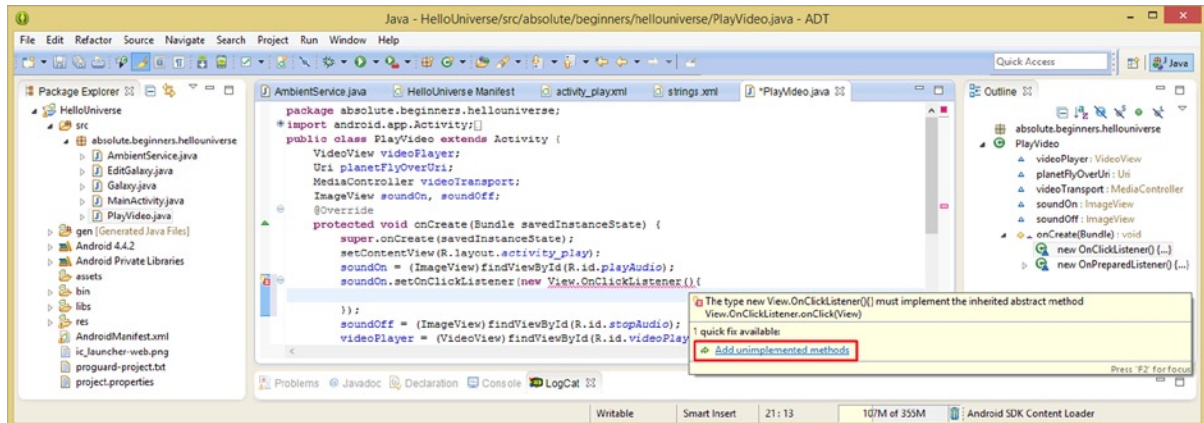 Java - HelloUniverse/src/absolute/beginners/hellouniverse/PlayVideo.java - ADT
File Edit Refactor Source Navigate Search Project Run Window Help
Quick Access
Java
Package Explorer
HelloUniverse
src
absolute.beginners.hellouniverse
AmbientService.java
EditGalaxy.java
Galaxy.java
MainActivity.java
PlayVideo.java
gen [Generated Java Files]
Android 4.4.2
Android Private Libraries
assets
bin
libs
res
AndroidManifest.xml
ic_launcher-web.png
proguard-project.txt
project.properties
AmbientService.java HelloUniverse Manifest activity_play.xml strings.xml *PlayVideo.java
package absolute.beginners.hellouniverse;
import android.app.Activity;
public class PlayVideo extends Activity {
VideoView videoPlayer;
Uri planetFlyOverUri;
MediaController videoTransport;
ImageView soundOn, soundOff;
@Override
protected void onCreate(Bundle savedInstanceState) {
super.onCreate(savedInstanceState);
setContentView(R.layout.activity_play);
soundOn = (ImageView)findViewById(R.id.playAudio);
soundOn.setOnClickListener(new View.OnClickListener(){
});
soundOff = (ImageView)findViewById(R.id.stopAudio);
videoPlayer = (VideoView)findViewById(R.id.videoPlay
The type new View.OnClickListener(){} must implement the inherited abstract method
View.OnClickListener.onClick(View)
1 quick fix available:
Add unimplemented methods
Press 'F2' for focus
Outline
absolute.beginners.hellouniverse
PlayVideo
videoPlayer : VideoView
planetFlyOverUri : Uri
videoTransport : MediaController
soundOn : ImageView
soundOff : ImageView
onCreate(Bundle) : void
new OnClickListener() {...}
new OnPreparedListener() {...}
Problems @ Javadoc Declaration Console LogCat
Writable Smart Insert 21 : 13 107M of 355M Android SDK Content Loader